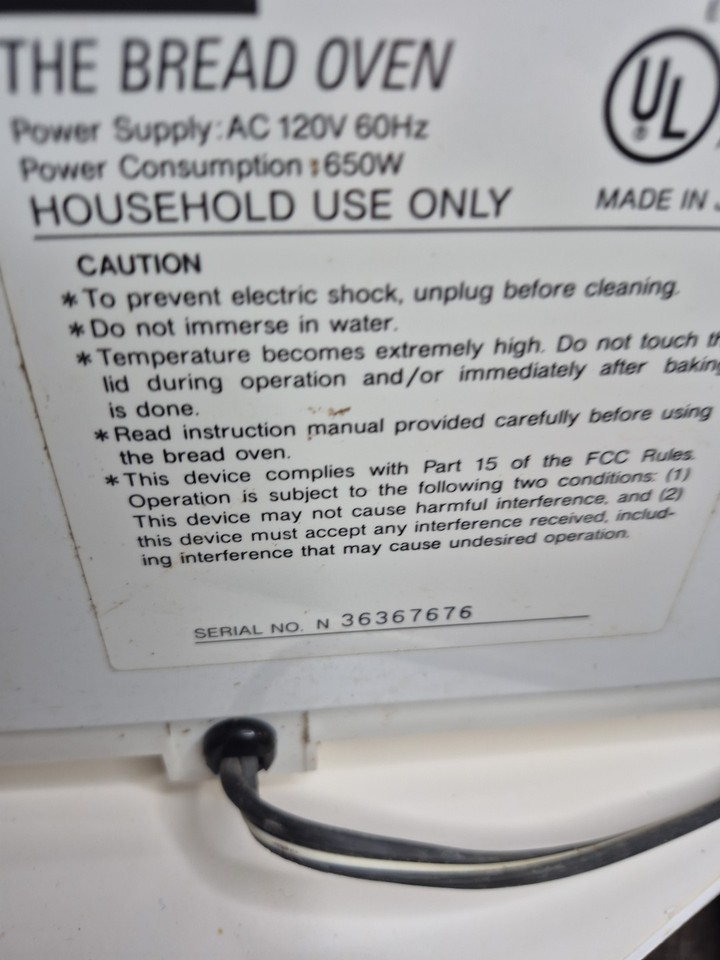 THE BREAD OVEN
Power Supply: AC 120V 60Hz
Power Consumption : 650W
HOUSEHOLD USE ONLY
UL
®
MADE IN
CAUTION
* To prevent electric shock, unplug before cleaning.
* Do not immerse in water.
* Temperature becomes extremely high. Do not touch
lid during operation and/or immediately after
is done.
* Read instruction manual provided carefully before using
the bread oven.
* This device complies with Part 15 of the FCC Rules.
Operation is subject to the following two conditions: (1)
This device may not cause harmful interference, and (2)
this device must accept any interference received, includ-
ing interference that may cause undesired operation.
SERIAL NO. N 36367676